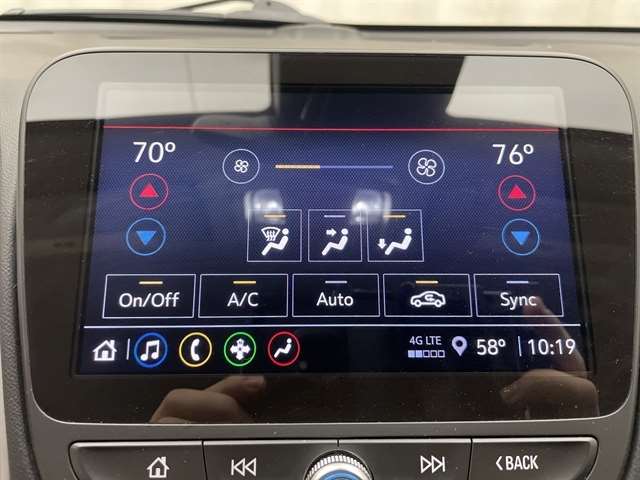 70° 76°
On/Off A/C Auto Sync
4G LTE
58° 10:19
BACK